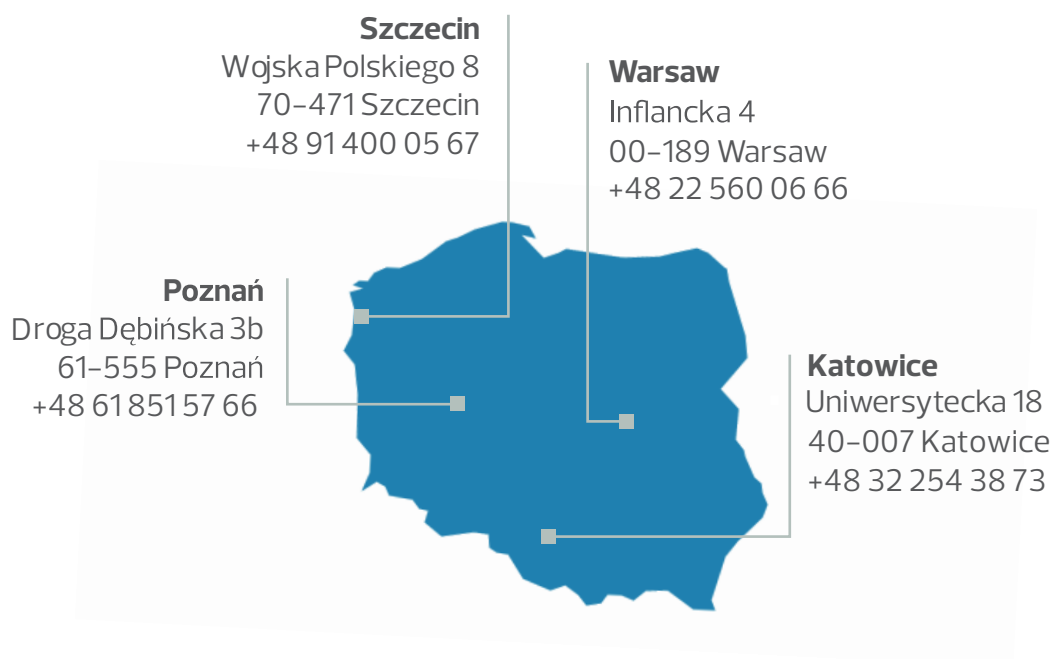 Szczecin
Wojska Polskiego 8
70-471 Szczecin
+48 91 400 05 67
Warsaw
Inflancka 4
00-189 Warsaw
+48 22 560 06 66
Poznań
Droga Dębińska 3b
61-555 Poznań
+48 61 851 57 66
Katowice
Uniwersytecka 18
40-007 Katowice
+48 32 254 38 73